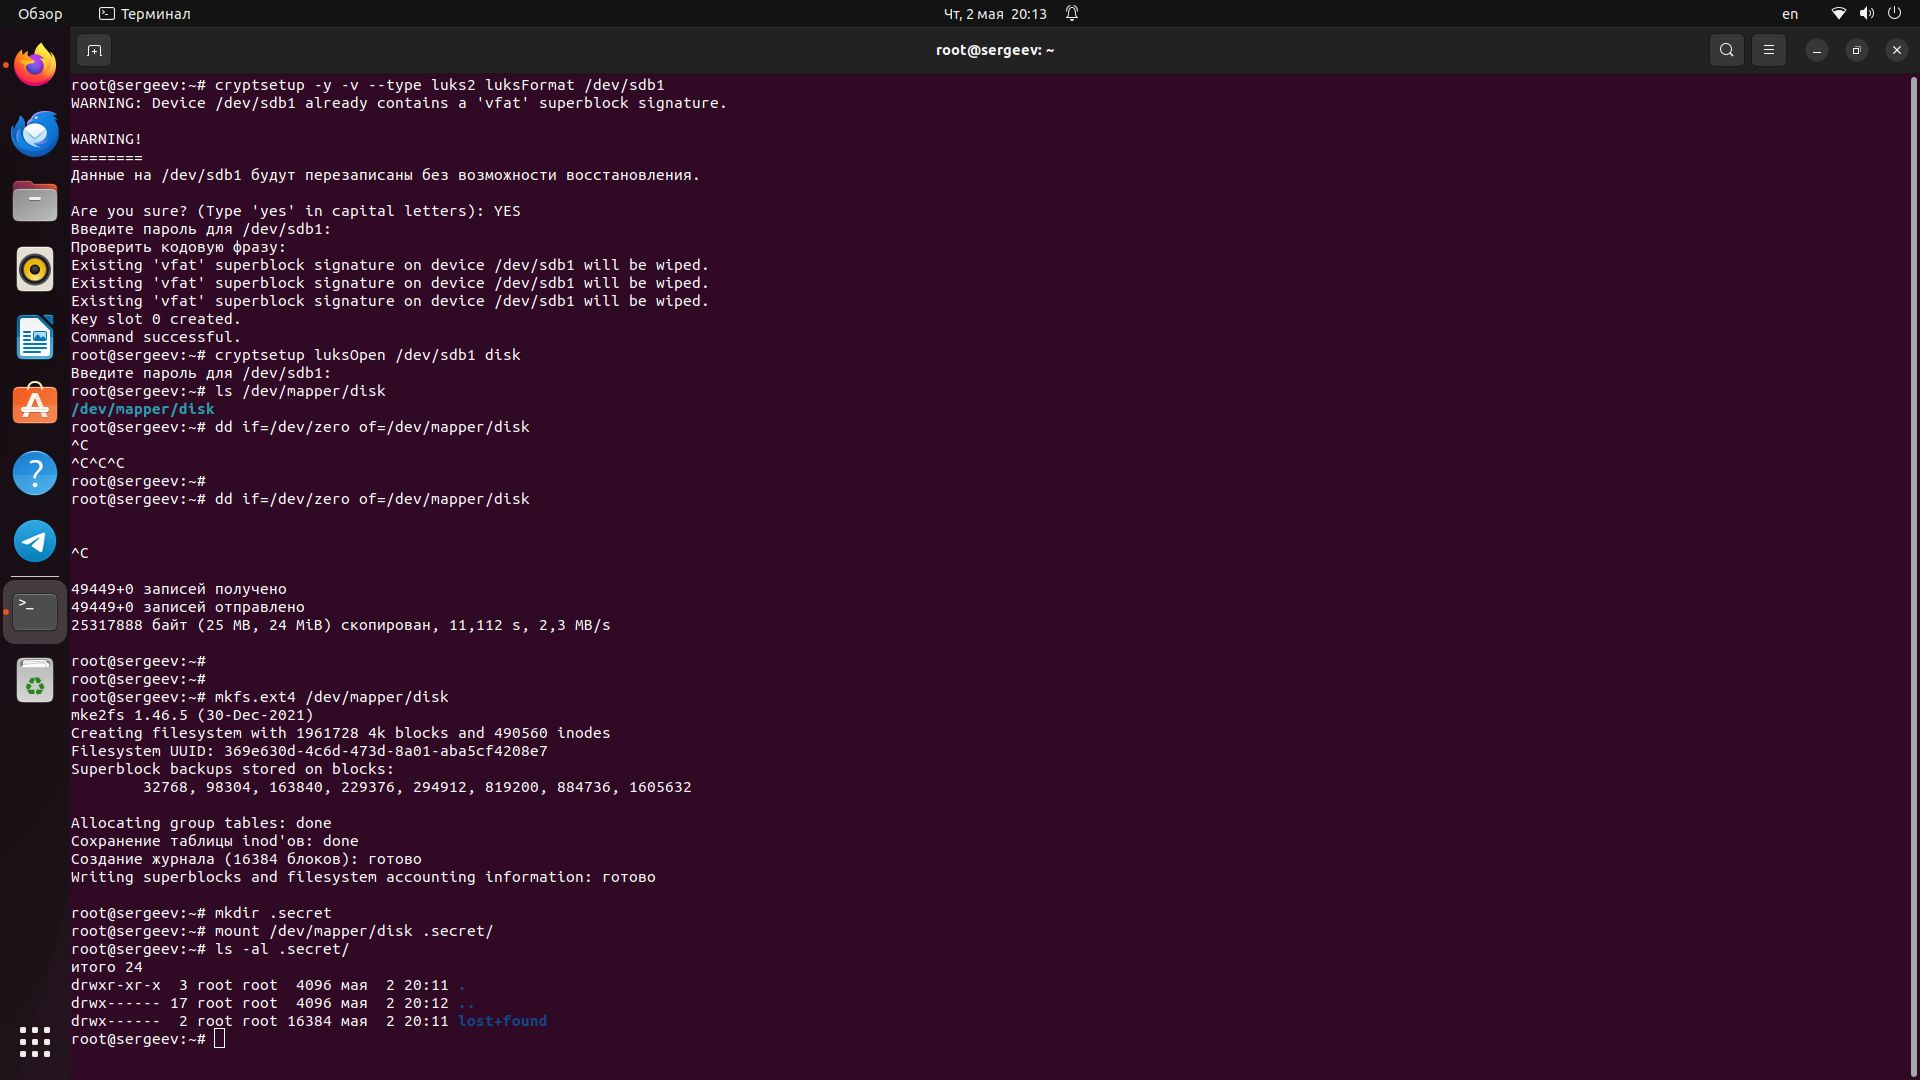 Обзор
Терминал
Чт, 2 мая 20:13
en
root@sergeev: ~
root@sergeev:~# cryptsetup -y -v --type luks2 luksFormat /dev/sdb1
WARNING: Device /dev/sdb1 already contains a 'vfat' superblock signature.
WARNING!
========
Данные на /dev/sdb1 будут перезаписаны без возможности восстановления.
Are you sure? (Type 'yes' in capital letters): YES
Введите пароль для /dev/sdb1:
Проверить кодовую фразу:
Existing 'vfat' superblock signature on device /dev/sdb1 will be wiped.
Existing 'vfat' superblock signature on device /dev/sdb1 will be wiped.
Existing 'vfat' superblock signature on device /dev/sdb1 will be wiped.
Key slot 0 created.
Command successful.
root@sergeev:~# cryptsetup luksOpen /dev/sdb1 disk
Введите пароль для /dev/sdb1:
root@sergeev:~# ls /dev/mapper/disk
/dev/mapper/disk
root@sergeev:~# dd if=/dev/zero of=/dev/mapper/disk
^C
^C^C^C
root@sergeev:~#
root@sergeev:~# dd if=/dev/zero of=/dev/mapper/disk
^C
49449+0 записей получено
49449+0 записей отправлено
25317888 байт (25 MB, 24 MiB) скопирован, 11,112 s, 2,3 MB/s
root@sergeev:~#
root@sergeev:~#
root@sergeev:~# mkfs.ext4 /dev/mapper/disk
mke2fs 1.46.5 (30-Dec-2021)
Creating filesystem with 1961728 4k blocks and 490560 inodes
Filesystem UUID: 369e630d-4c6d-473d-8a01-aba5cf4208e7
Superblock backups stored on blocks:
32768, 98304, 163840, 229376, 294912, 819200, 884736, 1605632
Allocating group tables: done
Сохранение таблицы inod'ов: done
Создание журнала (16384 блоков): готово
Writing superblocks and filesystem accounting information: готово
root@sergeev:~# mkdir .secret
root@sergeev:~# mount /dev/mapper/disk .secret/
root@sergeev:~# ls -al .secret/
итого 24
drwxr-xr-x  3 root root  4096 мая  2 20:11 .
drwx------ 17 root root  4096 мая  2 20:12 ..
drwx------  2 root root 16384 мая  2 20:11 lost+found
root@sergeev:~#